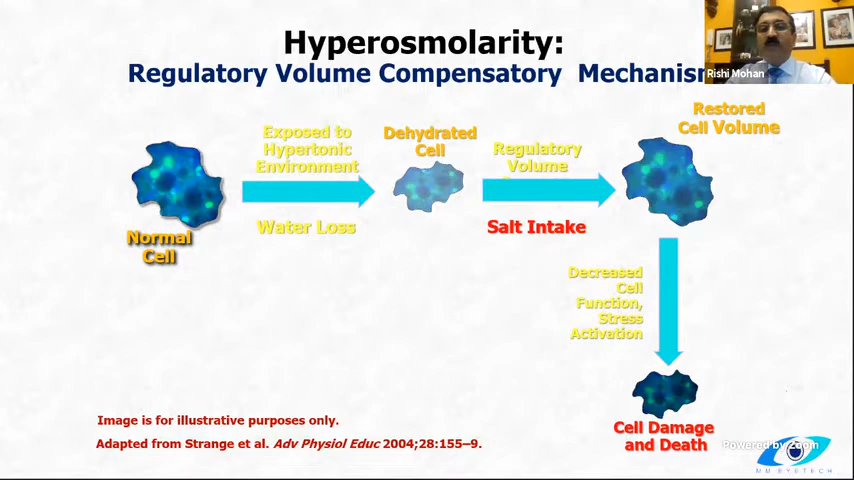 Hyperosmolarity:
Regulatory Volume Compensatory Mechanism
Rishi Mohan
Exposed to
Hypertonic
Environment
Water Loss
Normal
Cell
Dehydrated
Cell
Regulatory
Volume
Salt Intake
Restored
Cell Volume
Decreased
Cell
Function,
Stress
Activation
Cell Damage
and Death
Image is for illustrative purposes only.
Adapted from Strange et al. Adv Physiol Educ 2004;28:155–9.
Powered by Zoom
MM EYETECH